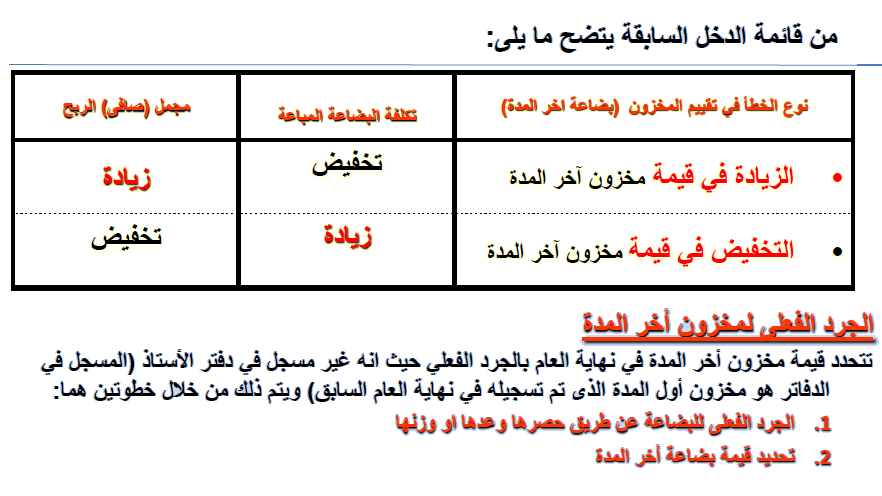 من قائمة الدخل السابقة يتضح ما يلى:
نوع الخطأ في تقييم المخزون (بضاعة اخر المدة)
تكلفة البضاعة المباعة
مجمل (صافى) الربح
• الزيادة في قيمة مخزون آخر المدة
تخفيض
زيادة
• التخفيض في قيمة مخزون آخر المدة
زيادة
تخفيض
الجرد الفعلى لمخزون أخر المدة
تتحدد قيمة مخزون أخر المدة في نهاية العام بالجرد الفعلي حيث انه غير مسجل في دفتر الأستاذ (المسجل في
الدفاتر هو مخزون أول المدة الذى تم تسجيله في نهاية العام السابق) ويتم ذلك من خلال خطوتين هما:
1. الجرد الفعلى للبضاعة عن طريق حصرها وعدها او وزنها
2. تحديد قيمة بضاعة أخر المدة